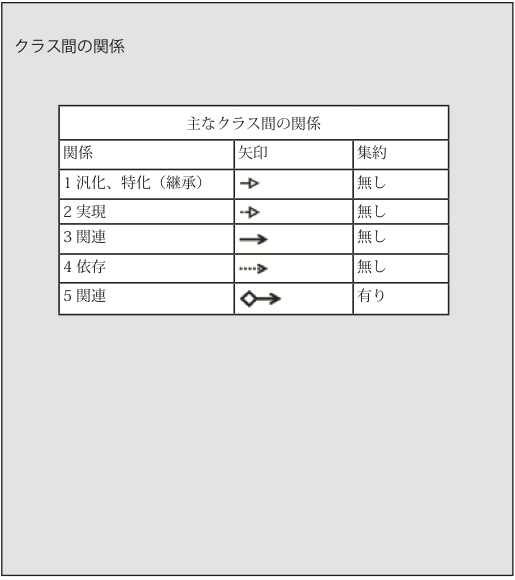 クラス間の関係
主なクラス間の関係
関係 矢印 集約
1 汎化、特化（継承） 無し
2 実現 無し
3 関連 無し
4 依存 無し
5 関連 有り